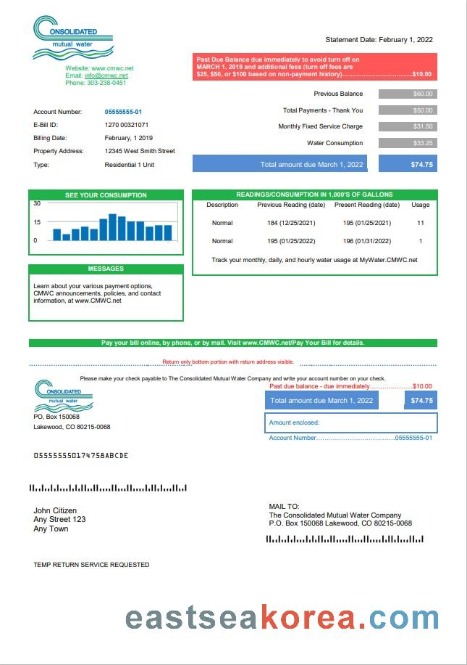 CONSOLIDATED
mutual water
Website: www.cmwc.net
Email: info@cmwc.net
Phone: 303-238-0451
Statement Date: February 1, 2022
Past Due Balance due immediately to avoid turn off on
MARCH 1, 2019 and additional fees (turn off fees are
$25, $50, or $100 based on non-payment history)
Previous Balance $60.00
Account Number: 05555555-01
Total Payments - Thank You $50.00
E-Bill ID: 1270 00321071
Monthly Fixed Service Charge $31.50
Billing Date: February, 1 2019
Water Consumption $33.25
Property Address: 12345 West Smith Street
Type: Residential 1 Unit
Total amount due March 1, 2022 $74.75
SEE YOUR CONSUMPTION
30
15
0
READINGS/CONSUMPTION IN 1,000'S OF GALLONS
Description Previous Reading (date) Present Reading (date) Usage
Normal 184 (12/25/2021) 195 (01/25/2021) 11
Normal 195 (01/25/2022) 196 (01/31/2022) 1
Track your monthly, daily, and hourly water usage at MyWater.CMWC.net
MESSAGES
Learn about your various payment options,
CMWC announcements, policies, and contact
information, at www.CMWC.net
Pay your bill online, by phone, or by mail. Visit www.CMWC.net/Pay Your Bill for details.
Return only bottom portion with return address visible.
Please make your check payable to The Consolidated Mutual Water Company and write your account number on your check.
CONSOLIDATED
mutual water
PO, Box 150068
Lakewood, CO 80215-0068
Past due balance - due immediately $10.00
Total amount due March 1, 2022 $74.75
Amount enclosed:
Account Number 05555555-01
John Citizen
Any Street 123
Any Town
MAIL TO:
The Consolidated Mutual Water Company
P.O. Box 150068 Lakewood, CO 80215-0068
TEMP RETURN SERVICE REQUESTED
eastseakorea.com